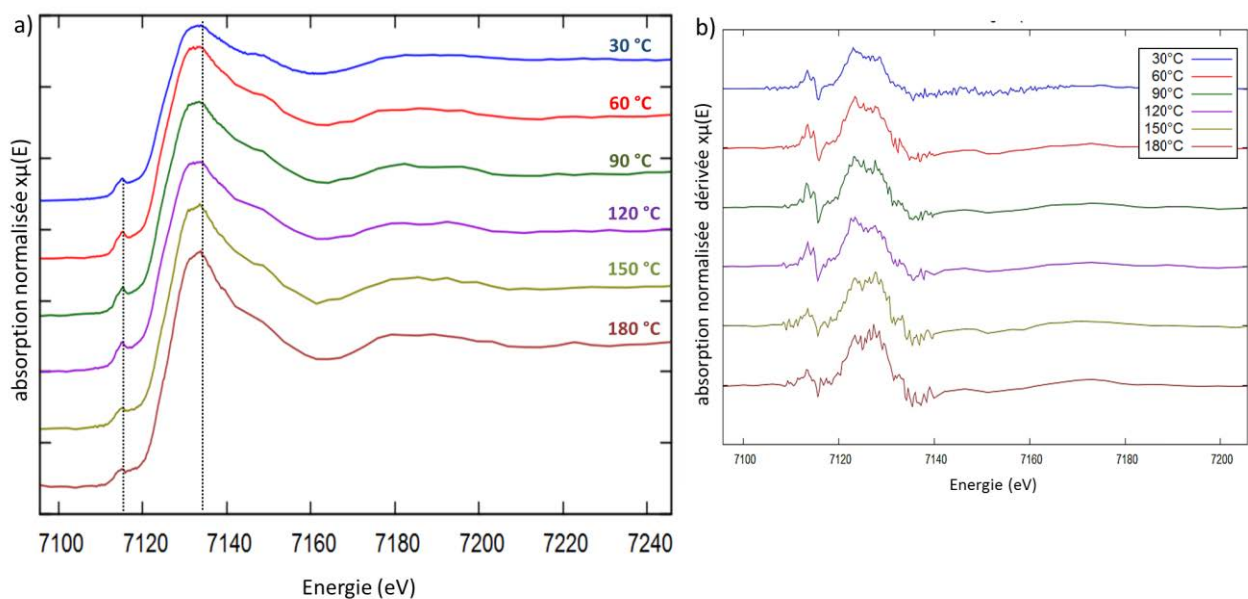 a)
absorption normalisée xµ(E)
30 °C
60 °C
90 °C
120 °C
150 °C
180 °C
7100 7120 7140 7160 7180 7200 7220 7240
Energie (eV)
b)
absorption normalisée dérivée xµ(E)
30°C
60°C
90°C
120°C
150°C
180°C
7100 7120 7140 7160 7180 7200
Energie (eV)